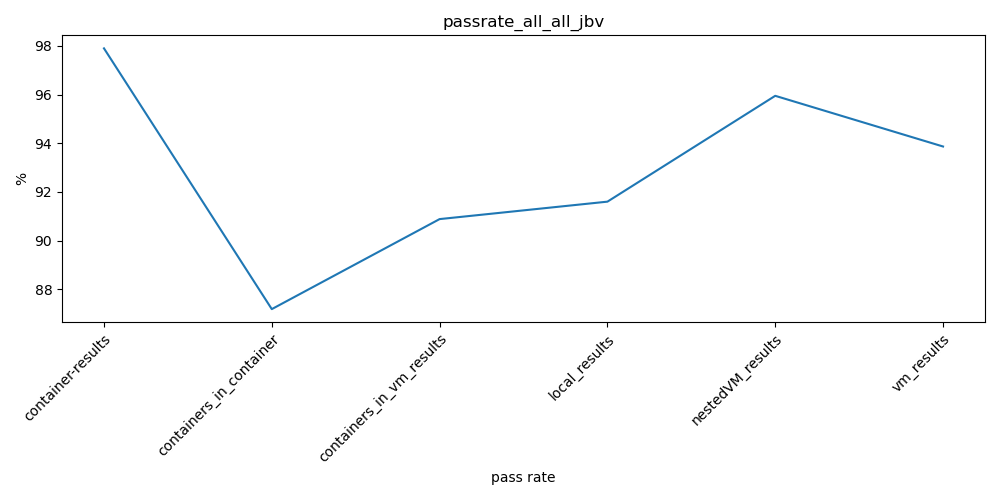 passrate_all_all_jbv
98
96
94
92
90
88
%
container-results
containers_in_container
containers_in_vm_results
local_results
nestedVM_results
vm_results
pass rate